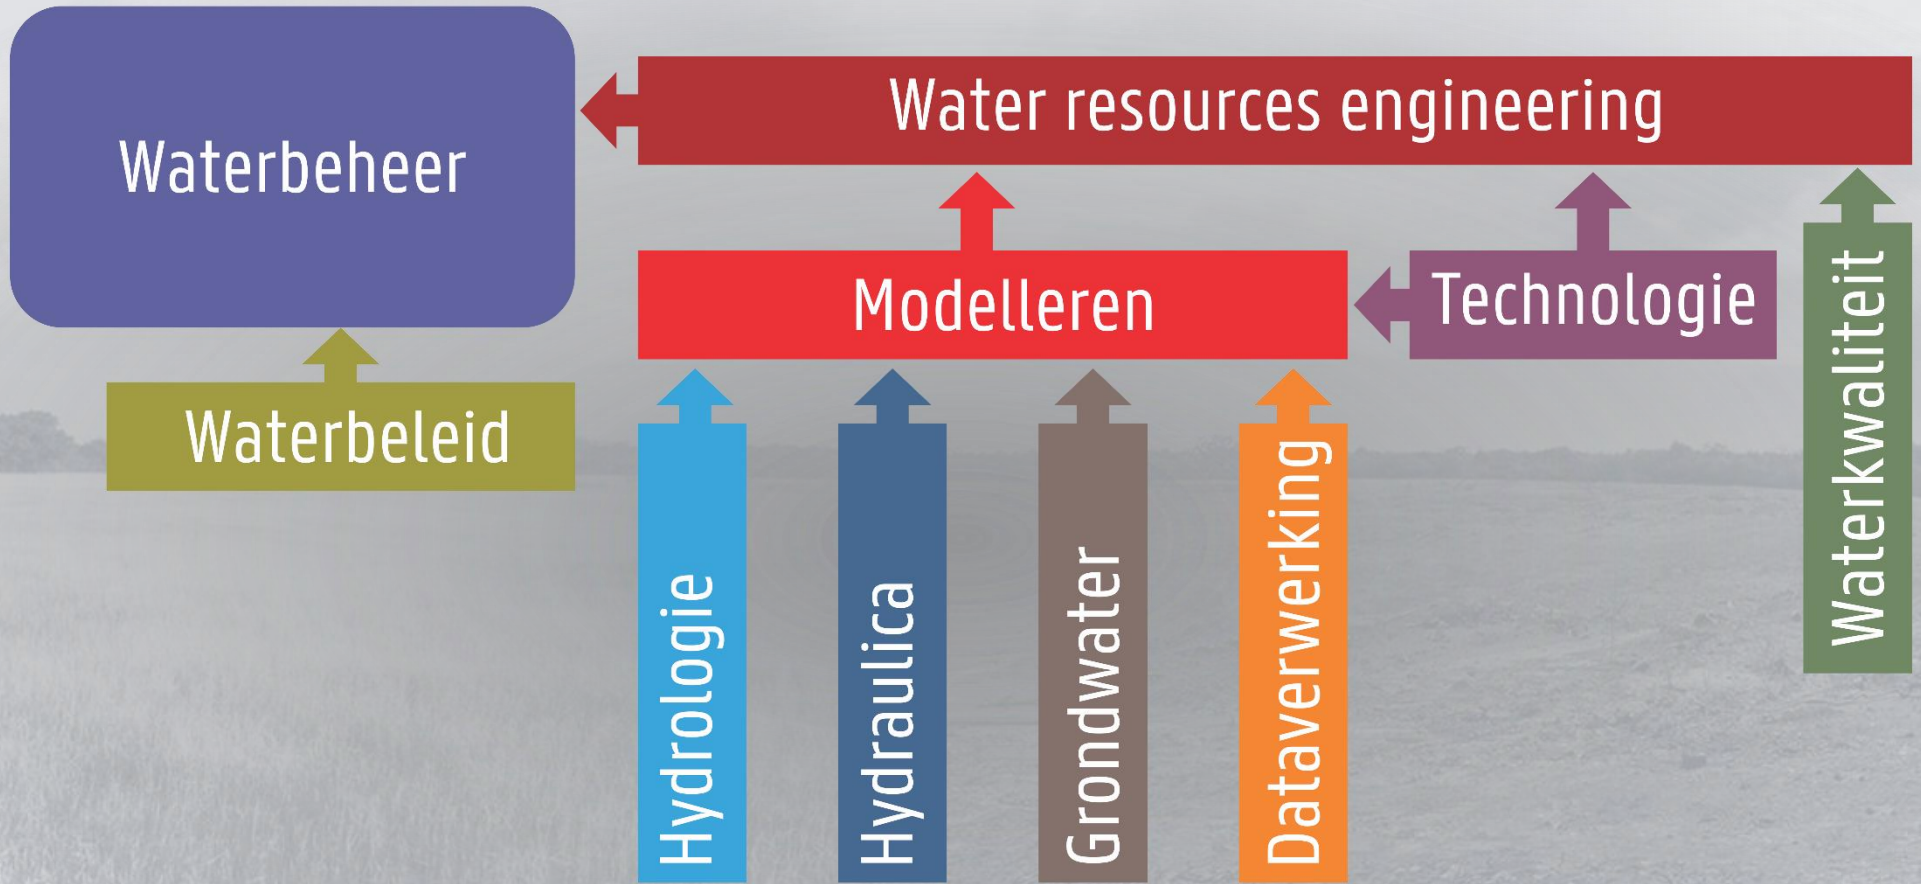 Waterbeheer
Water resources engineering
Modelleren
Technologie
Waterkwaliteit
Waterbeleid
Hydrologie
Hydraulica
Grondwater
Dataverwerking